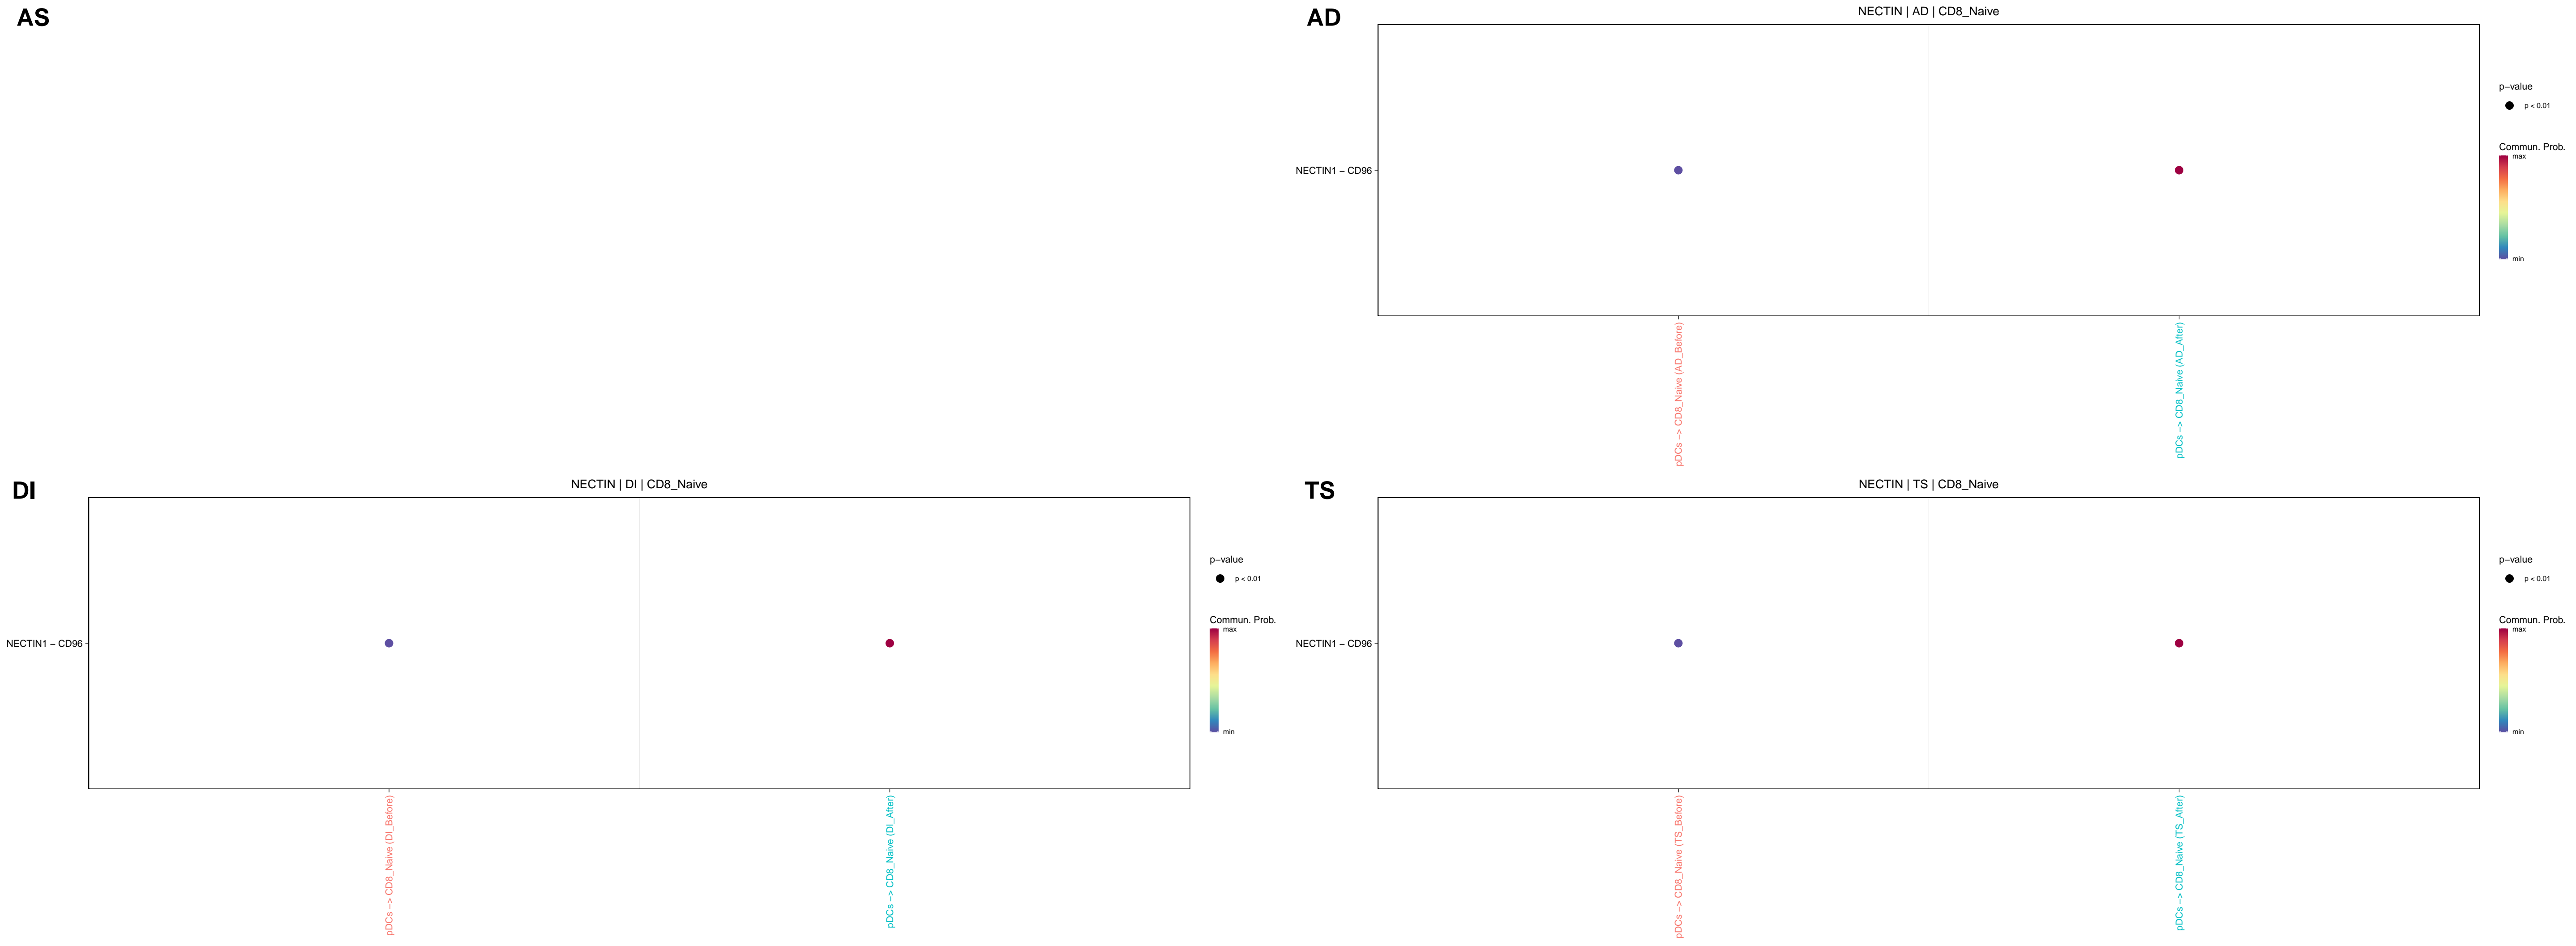 AS
AD
NECTIN | AD | CD8_Naive
NECTIN1 − CD96
pDCs −> CD8_Naive (AD_Before)
pDCs −> CD8_Naive (AD_After)
p−value
p < 0.01
Commun. Prob.
max
min
DI
NECTIN | DI | CD8_Naive
NECTIN1 − CD96
pDCs −> CD8_Naive (DI_Before)
pDCs −> CD8_Naive (DI_After)
p−value
p < 0.01
Commun. Prob.
max
min
TS
NECTIN | TS | CD8_Naive
NECTIN1 − CD96
pDCs −> CD8_Naive (TS_Before)
pDCs −> CD8_Naive (TS_After)
p−value
p < 0.01
Commun. Prob.
max
min